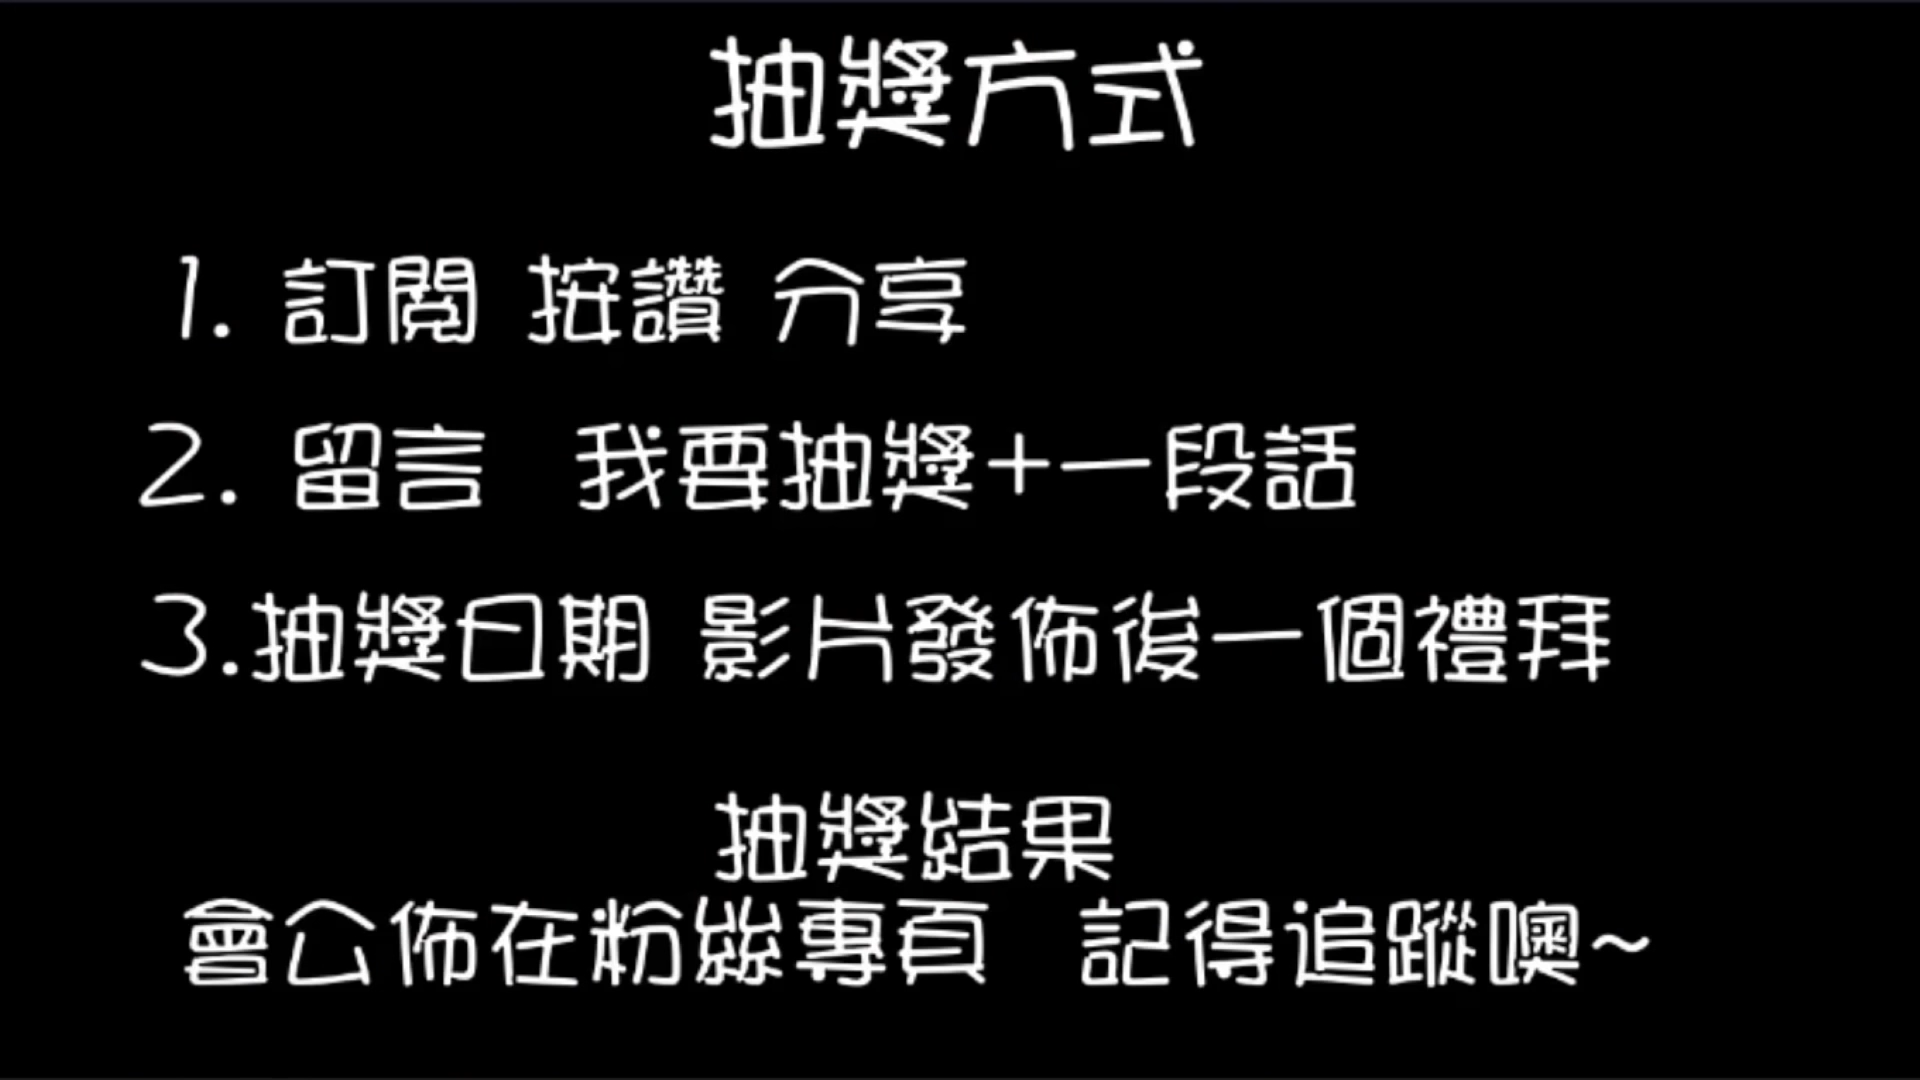 抽獎方式
1. 訂閱 按讚 分享
2. 留言 我要抽獎+一段話
3.抽獎日期 影片發佈後一個禮拜
抽獎結果
會公佈在粉絲專頁 記得追蹤噢~